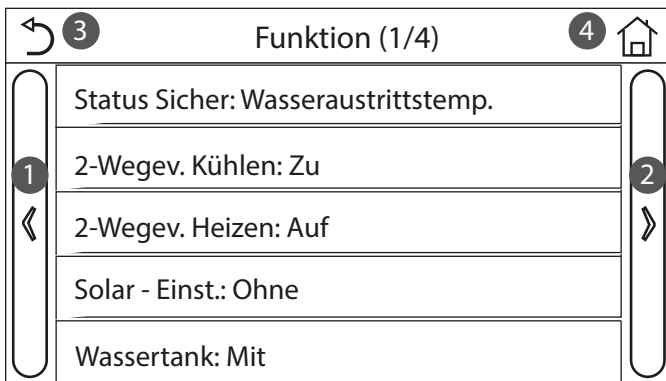 3 Funktion (1/4) 4
Status Sicher: Wasseraustrittstemp.
1 2-Wegev. Kühlen: Zu 2
2-Wegev. Heizen: Auf
Solar - Einst.: Ohne
Wassertank: Mit